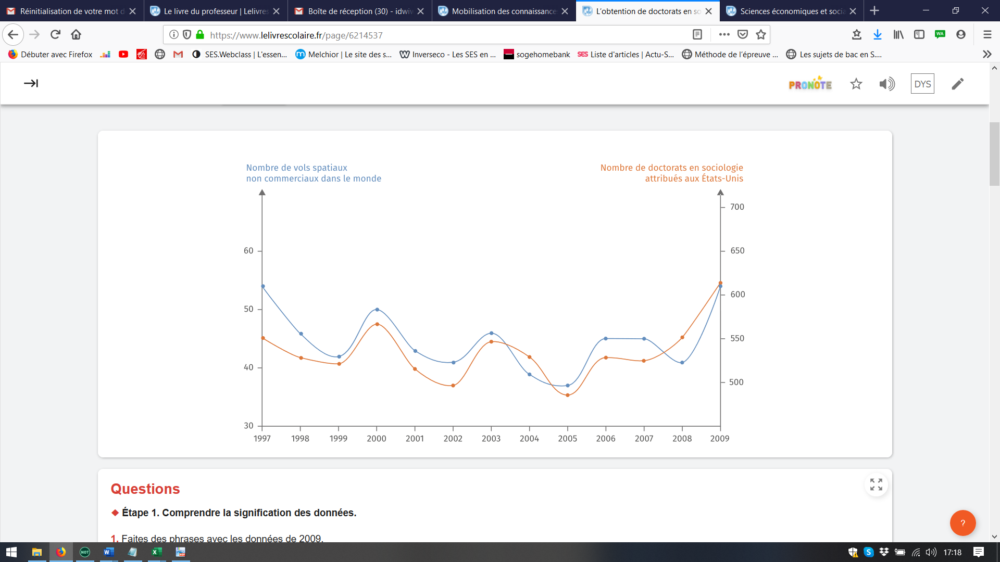 Réinitialisation de votre mot d
Le livre du professeur | Lelivres
Boîte de réception (30) - idwiw
Mobilisation des connaissance
L'obtention de doctorats en so
Sciences économiques et socia
https://www.lelivrescolaire.fr/page/6214537
WA
Débuter avec Firefox
SES.Webclass | L'essen...
Melchior | Le site des s...
Inverseco - Les SES en ...
sogehomebank
SES Liste d'articles | Actu-S...
Méthode de l'épreuve ...
Les sujets de bac en S....
PRONOTE
DYS
Nombre de vols spatiaux
non commerciaux dans le monde
Nombre de doctorats en sociologie
attribués aux États-Unis
700
60
650
600
50
550
40
500
30
1997 1998 1999 2000 2001 2002 2003 2004 2005 2006 2007 2008 2009
Questions
Étape 1. Comprendre la signification des données.
1. Faites des phrases avec les données de 2009.
?
NOT
17:18